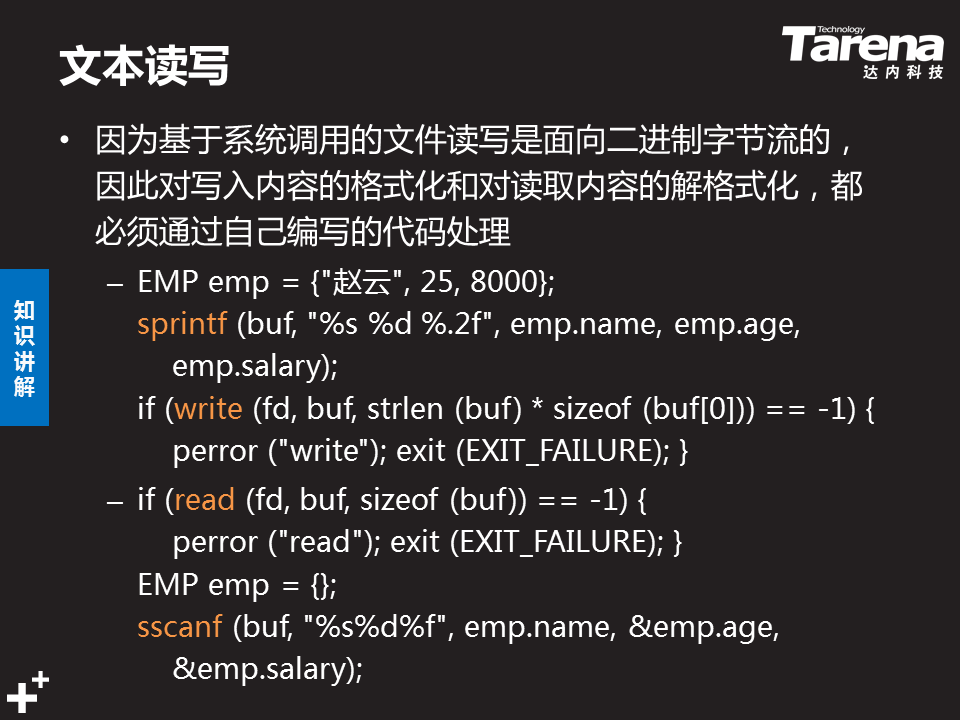 文本读写
Technology
Tarena
达内科技
• 因为基于系统调用的文件读写是面向二进制字节流的，
因此对写入内容的格式化和对读取内容的解格式化，都
必须通过自己编写的代码处理
– EMP emp = {"赵云", 25, 8000};
sprintf (buf, "%s %d %.2f", emp.name, emp.age,
emp.salary);
if (write (fd, buf, strlen (buf) * sizeof (buf[0])) == -1) {
perror ("write"); exit (EXIT_FAILURE); }
– if (read (fd, buf, sizeof (buf)) == -1) {
perror ("read"); exit (EXIT_FAILURE); }
EMP emp = {};
sscanf (buf, "%s%d%f", emp.name, &emp.age,
&emp.salary);
知
识
讲
解